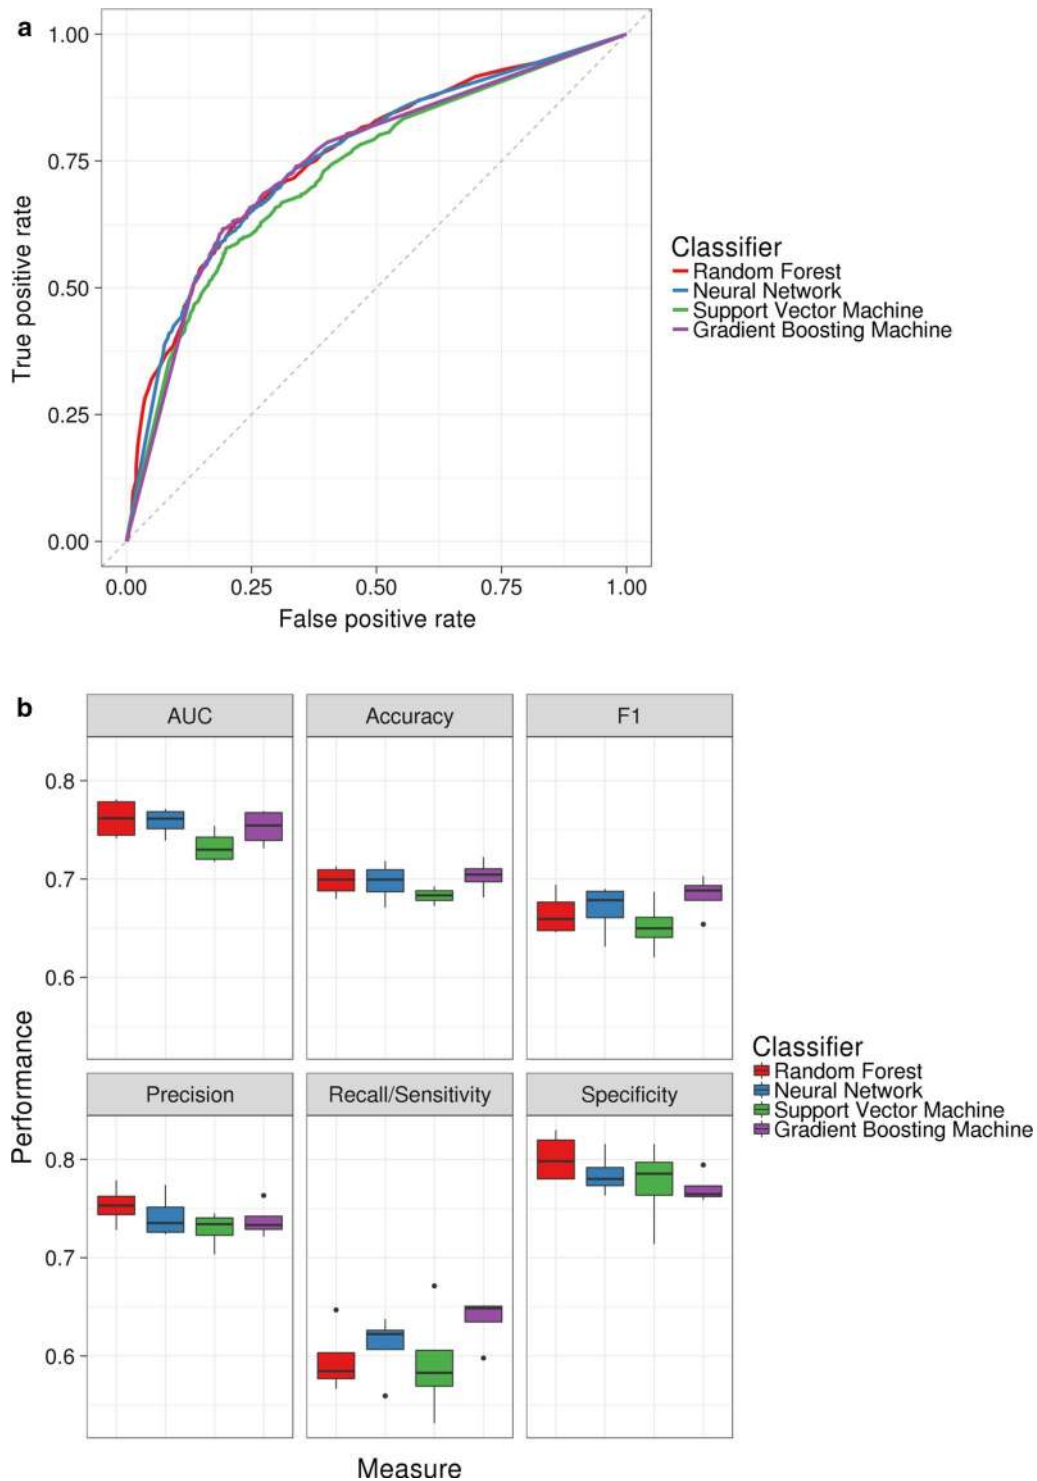 a
1.00
0.75
0.50
0.25
0.00
True positive rate
0.00 0.25 0.50 0.75 1.00
False positive rate
Classifier
Random Forest
Neural Network
Support Vector Machine
Gradient Boosting Machine
b
AUC Accuracy F1
0.8
0.7
0.6
Performance
Precision Recall/Sensitivity Specificity
0.8
0.7
0.6
Measure
Classifier
Random Forest
Neural Network
Support Vector Machine
Gradient Boosting Machine